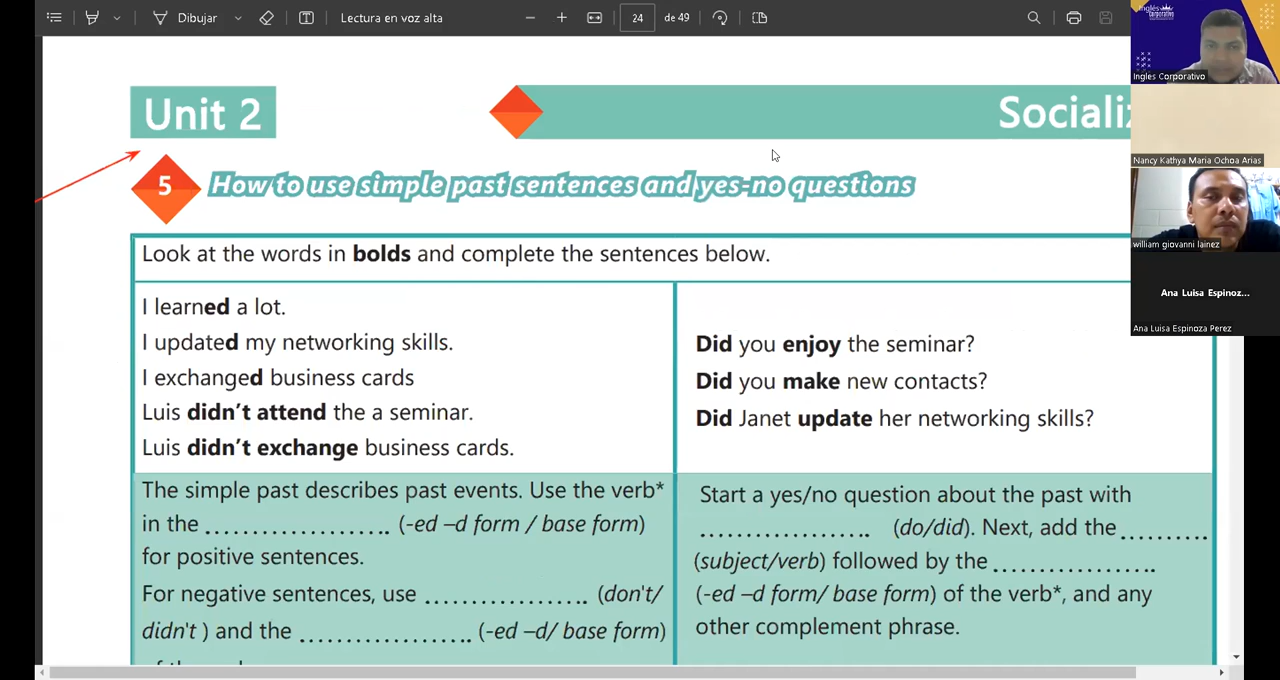 Dibujar
Lectura en voz alta
24
de 49
Inglés
Corporativo
Ingles Corporativo
Nancy Kathya Maria Ochoa Arias
william giovanni lainez
Ana Luisa Espinoz...
Ana Luisa Espinoza Perez
Unit 2
Sociali
5
How to use simple past sentences and yes-no questions
Look at the words in bolds and complete the sentences below.
I learned a lot.
I updated my networking skills.
I exchanged business cards
Luis didn't attend the a seminar.
Luis didn't exchange business cards.
Did you enjoy the seminar?
Did you make new contacts?
Did Janet update her networking skills?
The simple past describes past events. Use the verb*
in the ................... (-ed –d form / base form)
for positive sentences.
For negative sentences, use .................. (don't/
didn't ) and the ................... (-ed –d/ base form)
Start a yes/no question about the past with
................... (do/did). Next, add the ..........
(subject/verb) followed by the ..................
(-ed –d form/ base form) of the verb*, and any
other complement phrase.